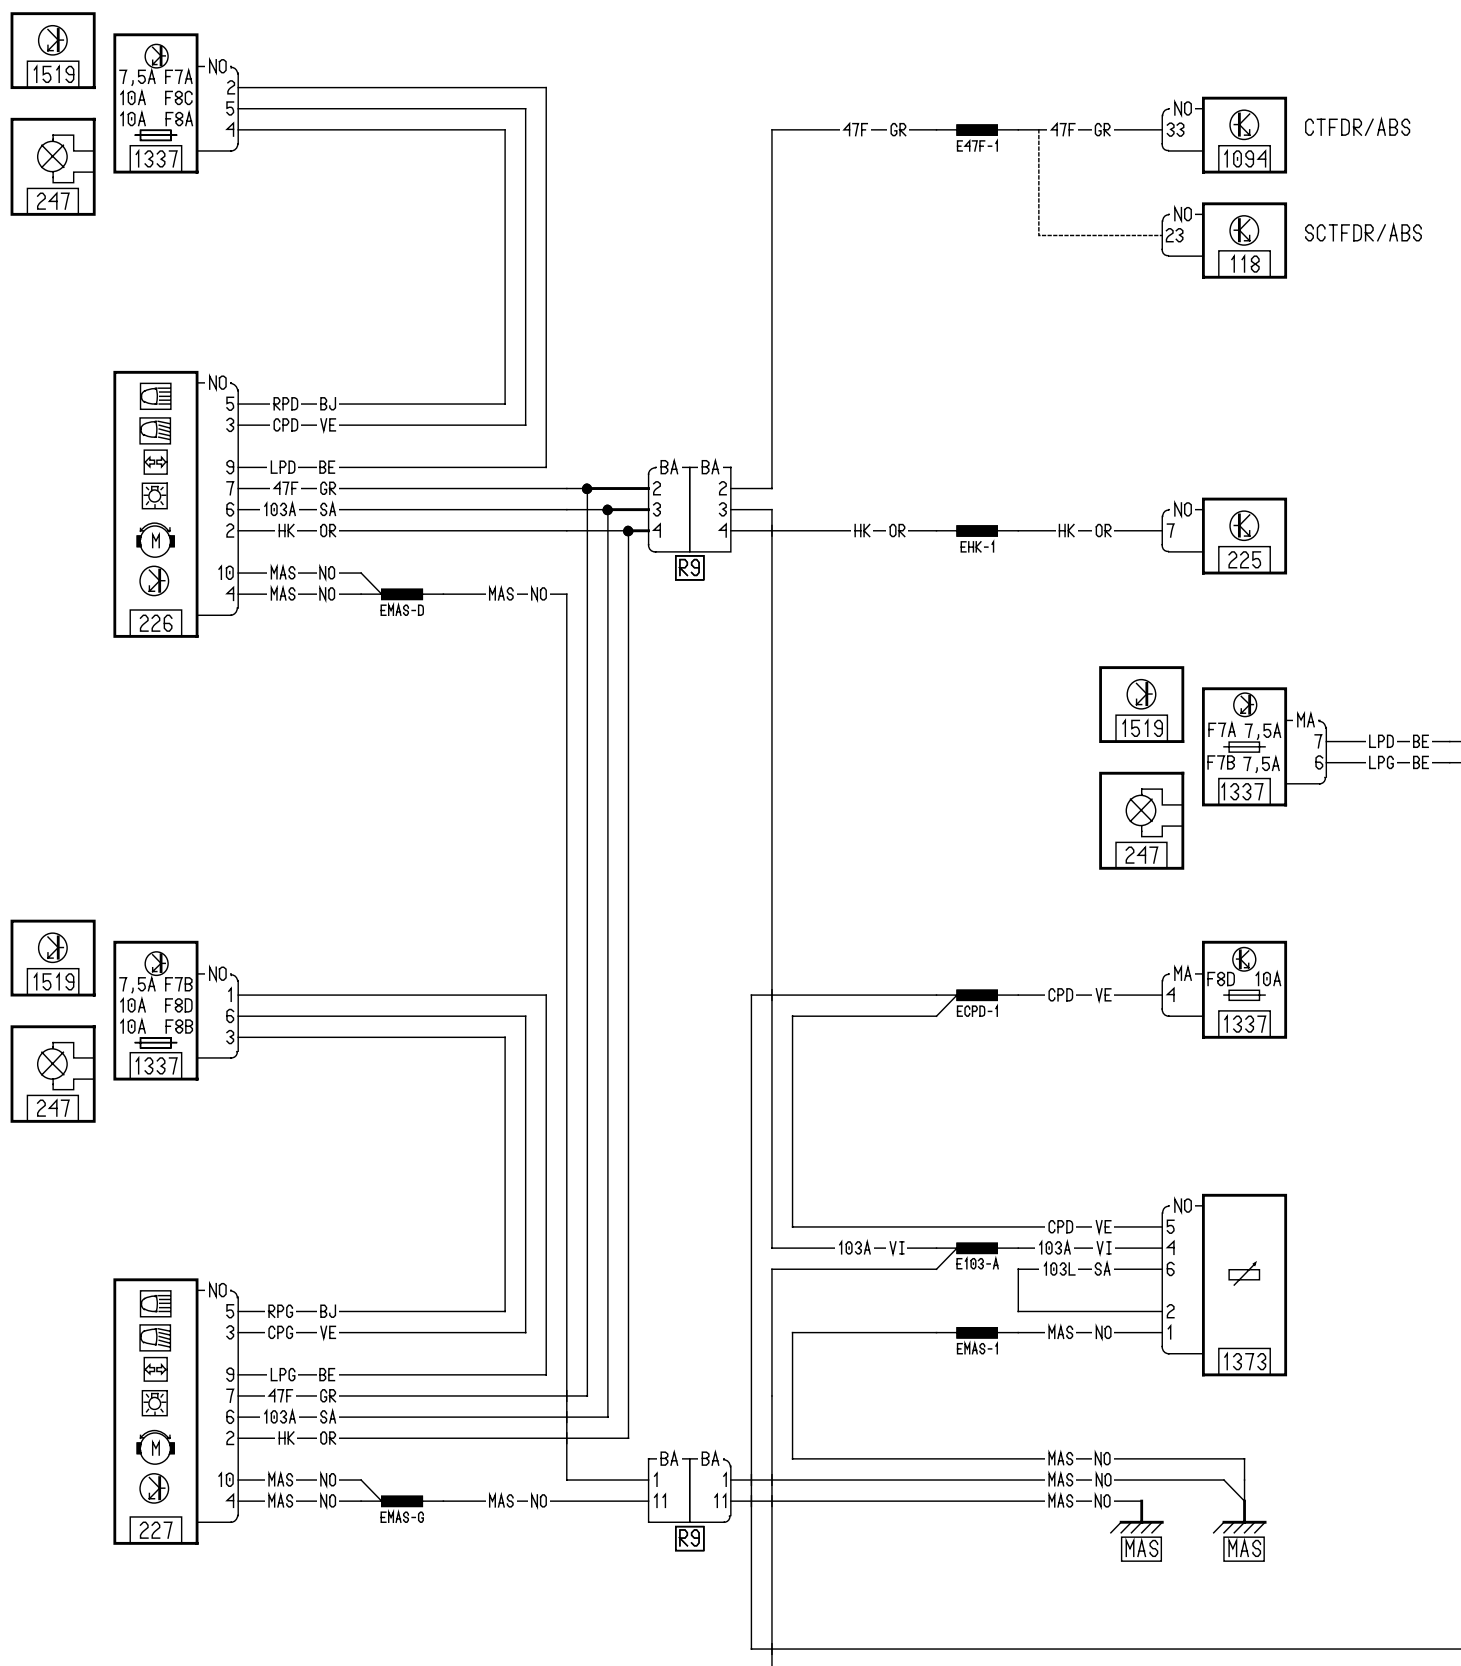 1519
7,5A F7A
10A F8C
10A F8A
1337
NO
2
5
4
247
47F GR
E47F-1
47F GR
NO
33
1094
CTFDR/ABS
NO
23
118
SCTFDR/ABS
NO
5 RPD BJ
3 CPD VE
9 LPD BE
7 47F GR
6 103A SA
2 HK OR
10 MAS NO
4 MAS NO
EMAS-D
MAS NO
M
226
BA BA
2 2
3 3
4 4
R9
HK OR
EHK-1
HK OR
NO
7
225
1519
F7A 7,5A
F7B 7,5A
1337
MA
7 LPD BE
6 LPG BE
247
1519
7,5A F7B
10A F8D
10A F8B
1337
NO
1
6
3
247
ECPD-1
CPD VE
MA
4
F8D 10A
1337
NO
CPD VE 5
103A VI
E103-A
103A VI 4
103L SA 6
2
EMAS-1
MAS NO 1
1373
NO
5 RPG BJ
3 CPG VE
9 LPG BE
7 47F GR
6 103A SA
2 HK OR
10 MAS NO
4 MAS NO
EMAS-G
MAS NO
M
227
BA BA
1 1
11 11
R9
MAS NO
MAS NO
MAS NO
MAS
MAS